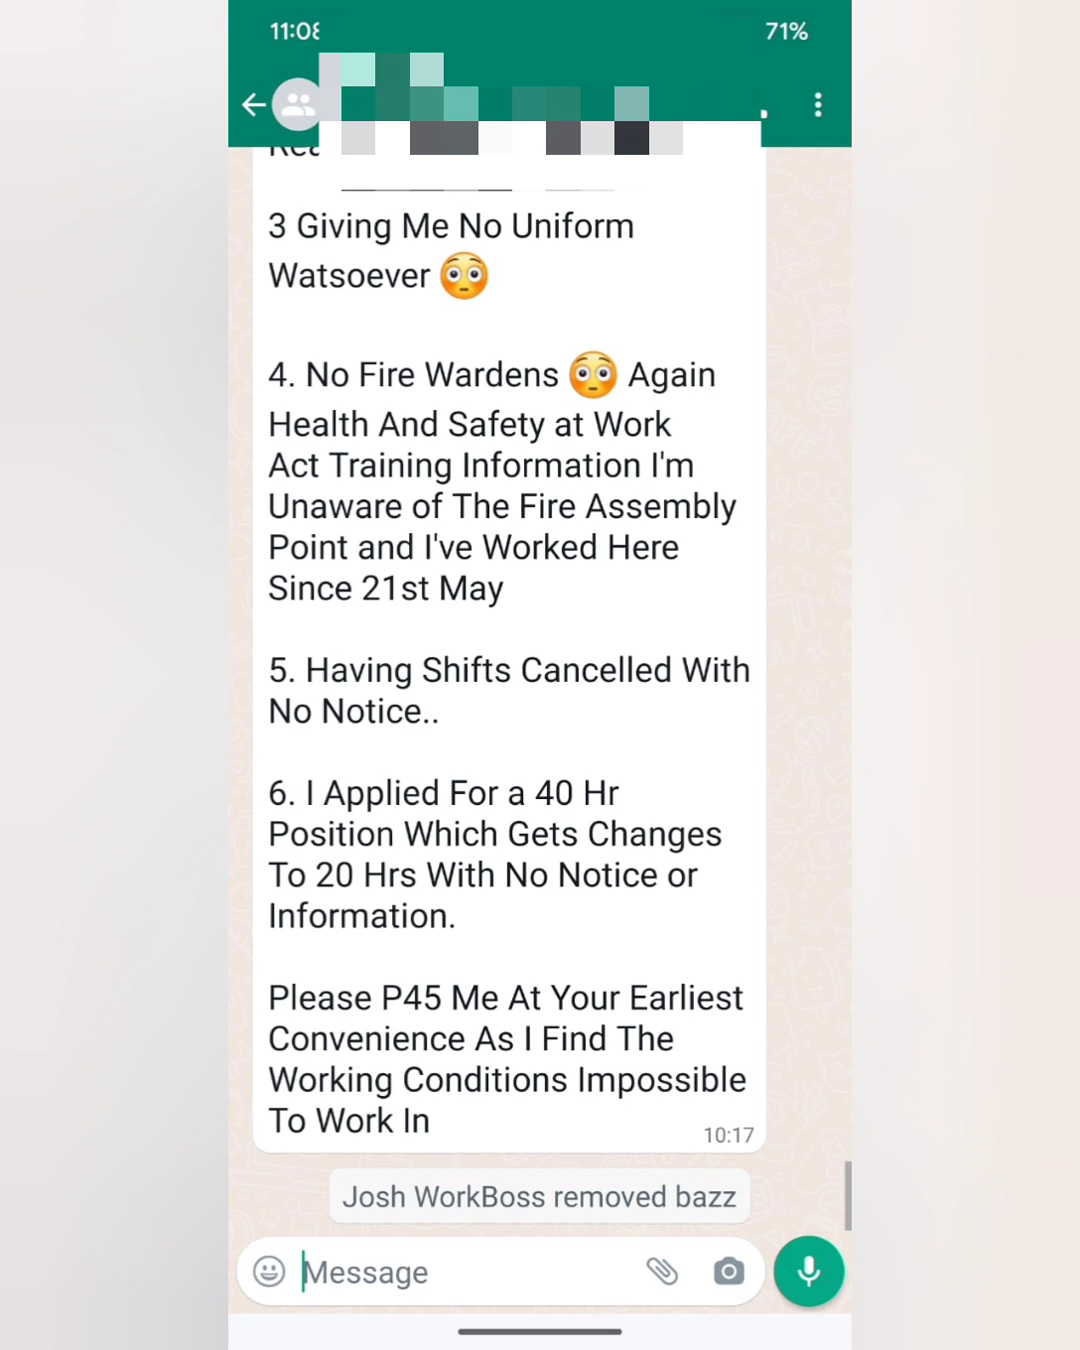 11:08
71%
3 Giving Me No Uniform
Watsoever 😳
4. No Fire Wardens 😳 Again
Health And Safety at Work
Act Training Information I'm
Unaware of The Fire Assembly
Point and I've Worked Here
Since 21st May
5. Having Shifts Cancelled With
No Notice..
6. I Applied For a 40 Hr
Position Which Gets Changes
To 20 Hrs With No Notice or
Information.
Please P45 Me At Your Earliest
Convenience As I Find The
Working Conditions Impossible
To Work In
10:17
Josh WorkBoss removed bazz
Message